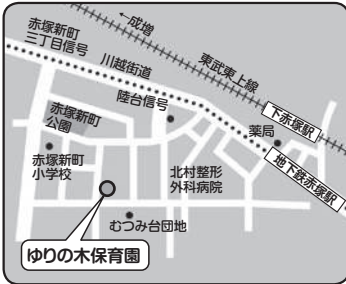 ←成増
赤塚新町
三丁目信号
川越街道
東武東上線
陸台信号
下赤塚駅
赤塚新町
公園
薬局
地下鉄赤塚駅
赤塚新町
小学校
北村整形
外科病院
むつみ台団地
ゆりの木保育園